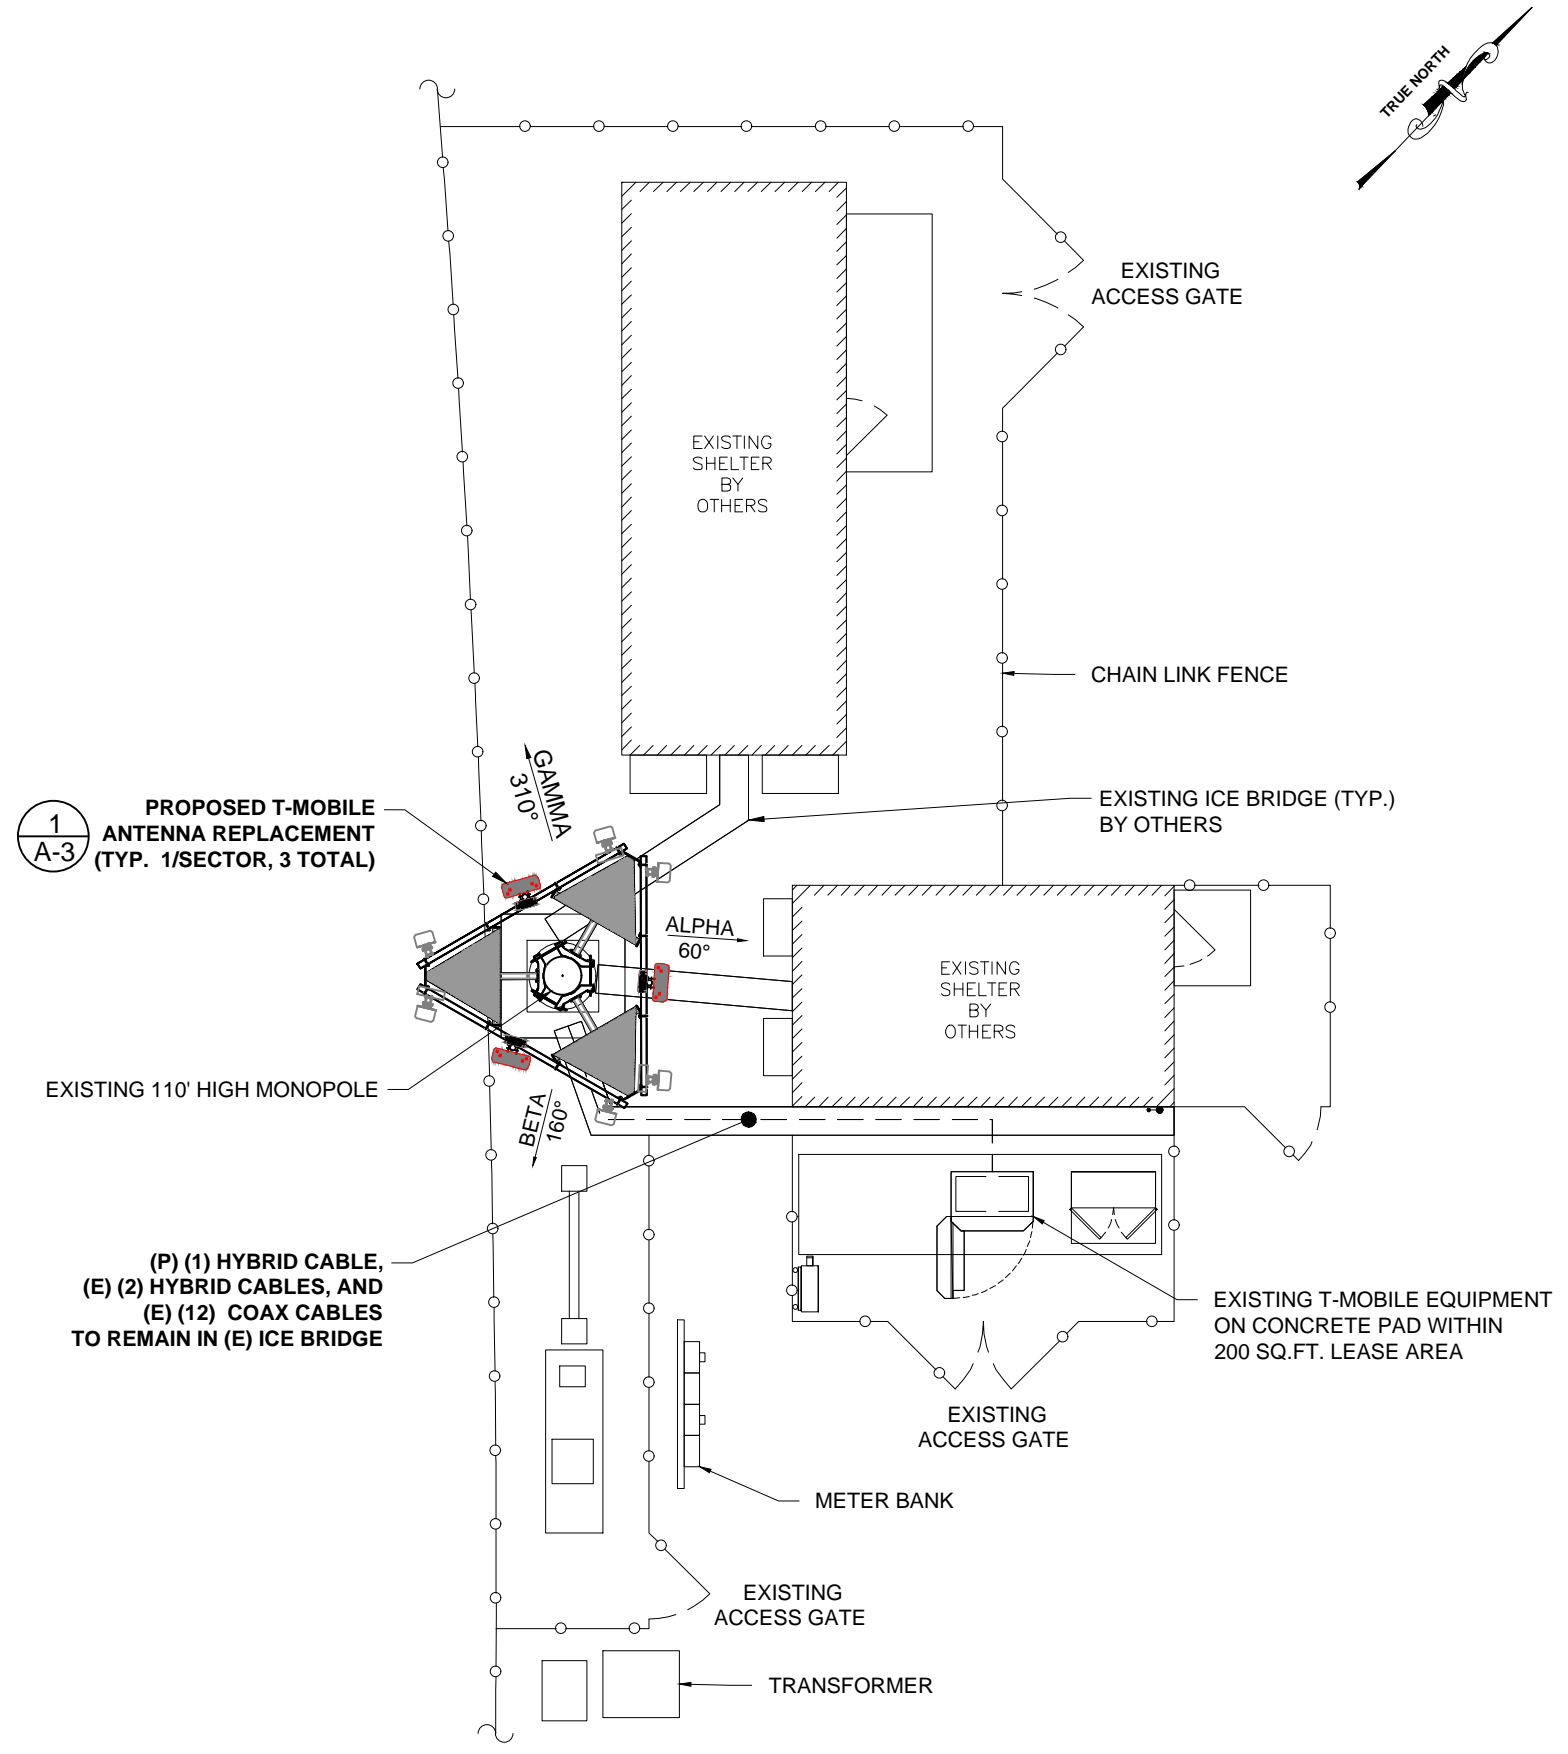 TRUE NORTH
EXISTING
ACCESS GATE
EXISTING
SHELTER
BY
OTHERS
CHAIN LINK FENCE
GAMMA
310°
1
A-3
PROPOSED T-MOBILE
ANTENNA REPLACEMENT
(TYP. 1/SECTOR, 3 TOTAL)
EXISTING ICE BRIDGE (TYP.)
BY OTHERS
ALPHA
60°
EXISTING
SHELTER
BY
OTHERS
EXISTING 110' HIGH MONOPOLE
BETA
160°
(P) (1) HYBRID CABLE,
(E) (2) HYBRID CABLES, AND
(E) (12) COAX CABLES
TO REMAIN IN (E) ICE BRIDGE
EXISTING T-MOBILE EQUIPMENT
ON CONCRETE PAD WITHIN
200 SQ.FT. LEASE AREA
EXISTING
ACCESS GATE
METER BANK
EXISTING
ACCESS GATE
TRANSFORMER